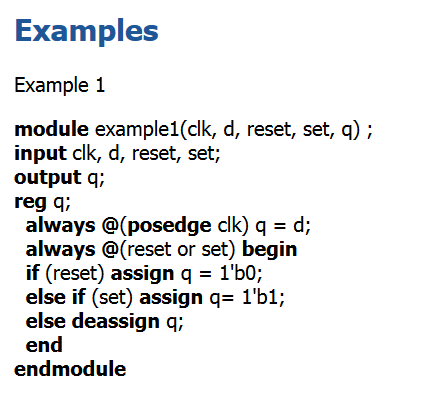 Examples
Example 1
module example1(clk, d, reset, set, q) ;
input clk, d, reset, set;
output q;
reg q;
always @(posedge clk) q = d;
always @(reset or set) begin
if (reset) assign q = 1'b0;
else if (set) assign q= 1'b1;
else deassign q;
end
endmodule